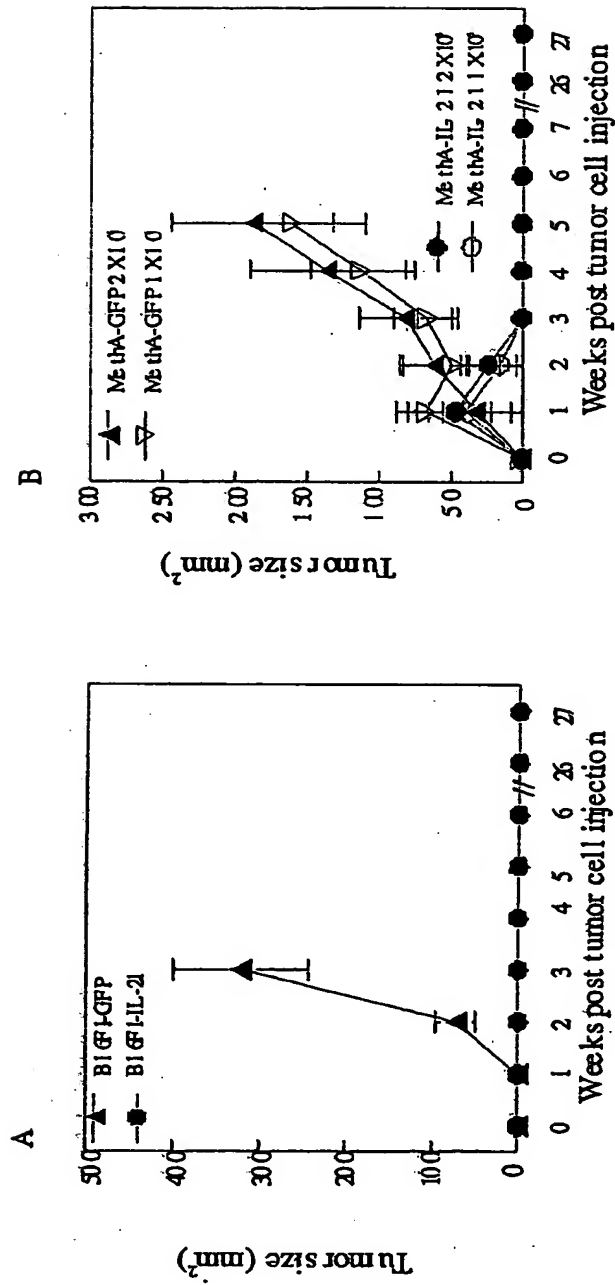 A
Tumor size (mm²)
500
400
300
200
100
0
B16F1-GFP
B16F1-IL-21
0 1 2 3 4 5 6 // 26 27
Weeks post tumor cell injection
B
Tumor size (mm²)
300
250
200
150
100
50
0
MethA-GFP 2X10
MethA-GFP 1X10
MethA-IL-21 2X10⁶
MethA-IL-21 1X10⁶
0 1 2 3 4 5 6 7 // 26 27
Weeks post tumor cell injection